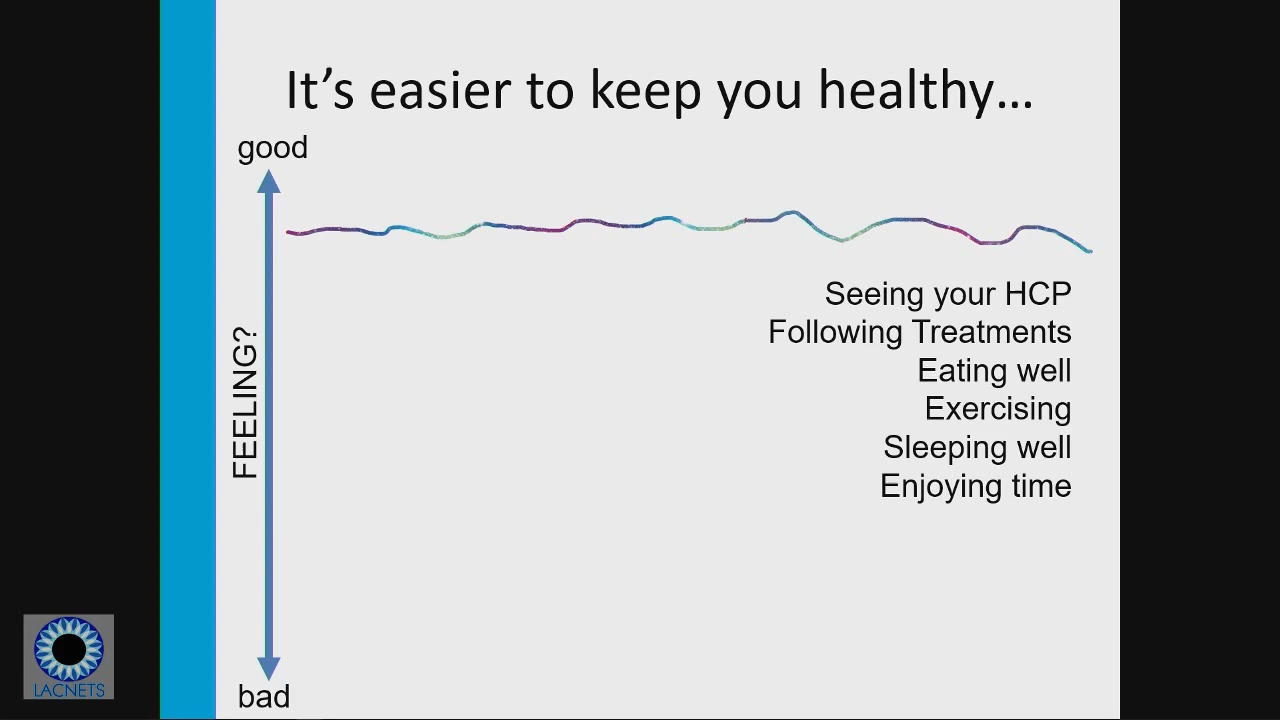 It’s easier to keep you healthy…
good
FEELING?
Seeing your HCP
Following Treatments
Eating well
Exercising
Sleeping well
Enjoying time
bad
LACNETS